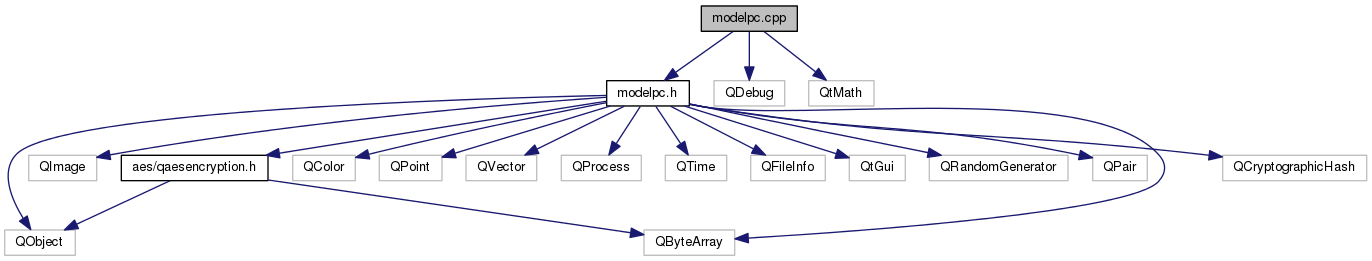 modelpc.cpp
modelpc.h
QDebug
QtMath
QImage
aes/qaesencryption.h
QColor
QPoint
QVector
QProcess
QTime
QFileInfo
QtGui
QRandomGenerator
QPair
QCryptographicHash
QObject
QByteArray